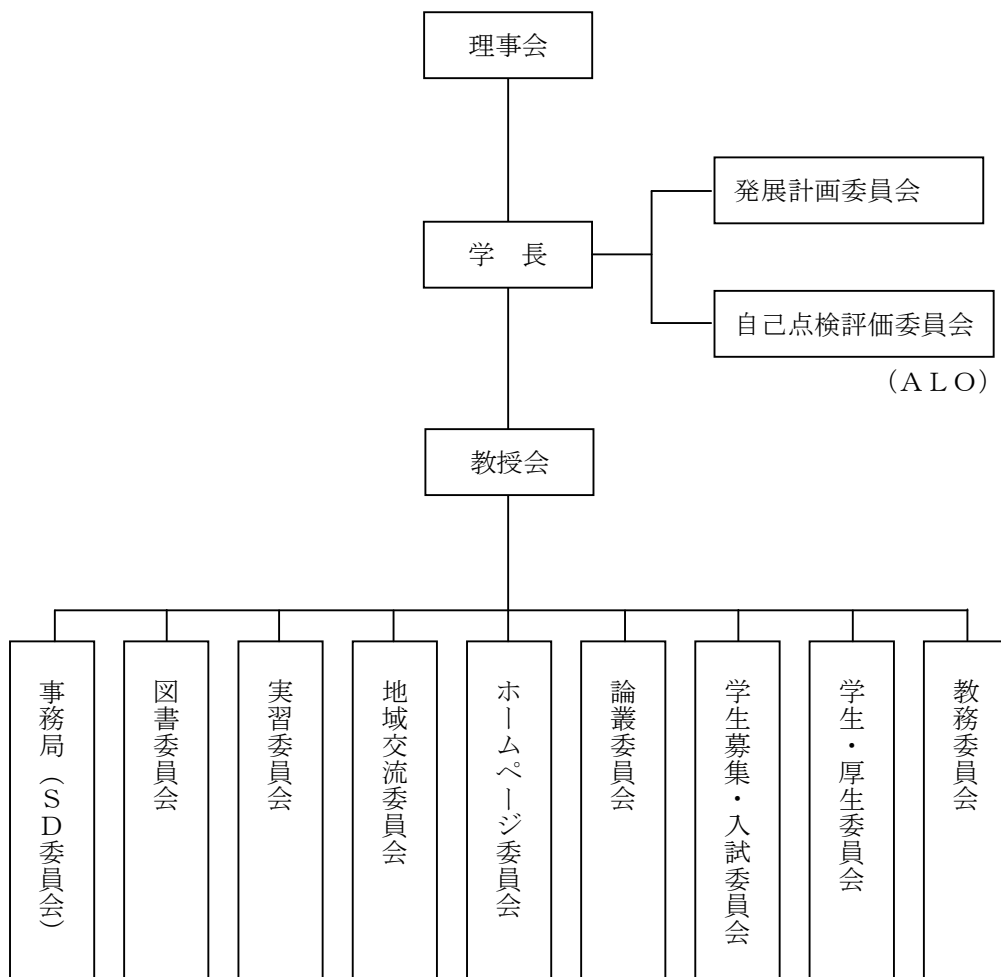 理事会
発展計画委員会
学　長
自己点検評価委員会
（ＡＬＯ）
教授会
事務局（ＳＤ委員会）
図書委員会
実習委員会
地域交流委員会
ホームページ委員会
論叢委員会
学生募集・入試委員会
学生・厚生委員会
教務委員会